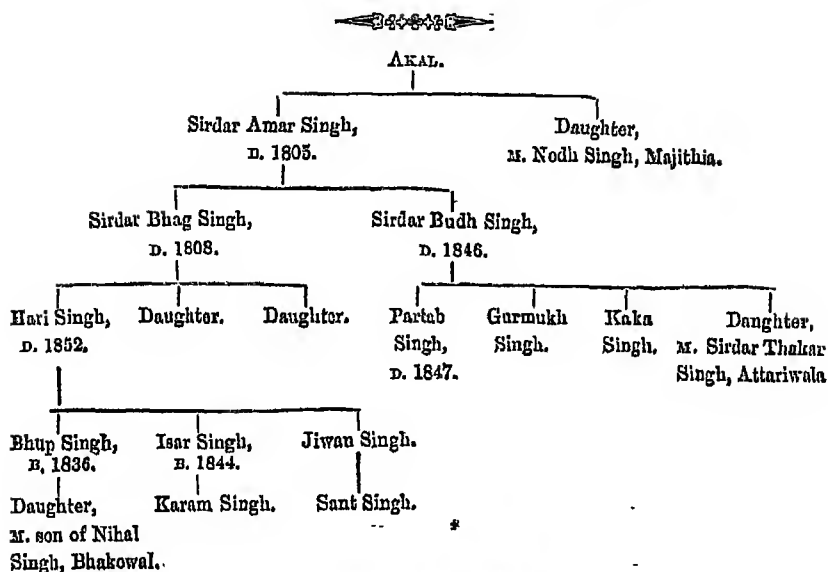 AKAL.
Sirdar Amar Singh,
D. 1805.
Daughter,
M. Nodh Singh, Majithia.
Sirdar Bhag Singh,
D. 1808.
Sirdar Budh Singh,
D. 1846.
Hari Singh,
D. 1852.
Daughter.
Daughter.
Partab
Singh,
D. 1847.
Gurmukh
Singh.
Kaka
Singh.
Daughter,
M. Sirdar Thakar
Singh, Attariwala
Bhup Singh,
B. 1836.
Isar Singh,
B. 1844.
Jiwan Singh.
Daughter,
M. son of Nihal
Singh, Bhakowal.
Karam Singh.
Sant Singh.